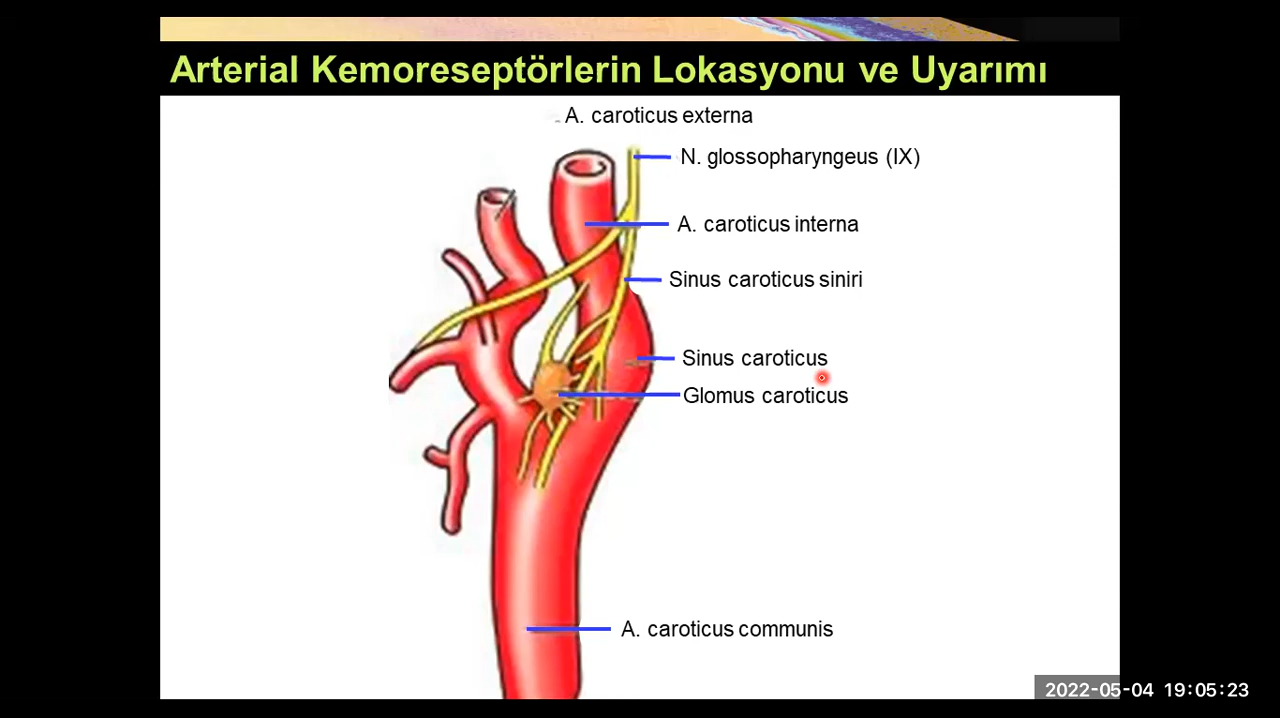 Arterial Kemoreseptörlerin Lokasyonu ve Uyarımı
A. caroticus externa
N. glossopharyngeus (IX)
A. caroticus interna
Sinus caroticus siniri
Sinus caroticus
Glomus caroticus
A. caroticus communis
2022-05-04 19:05:23